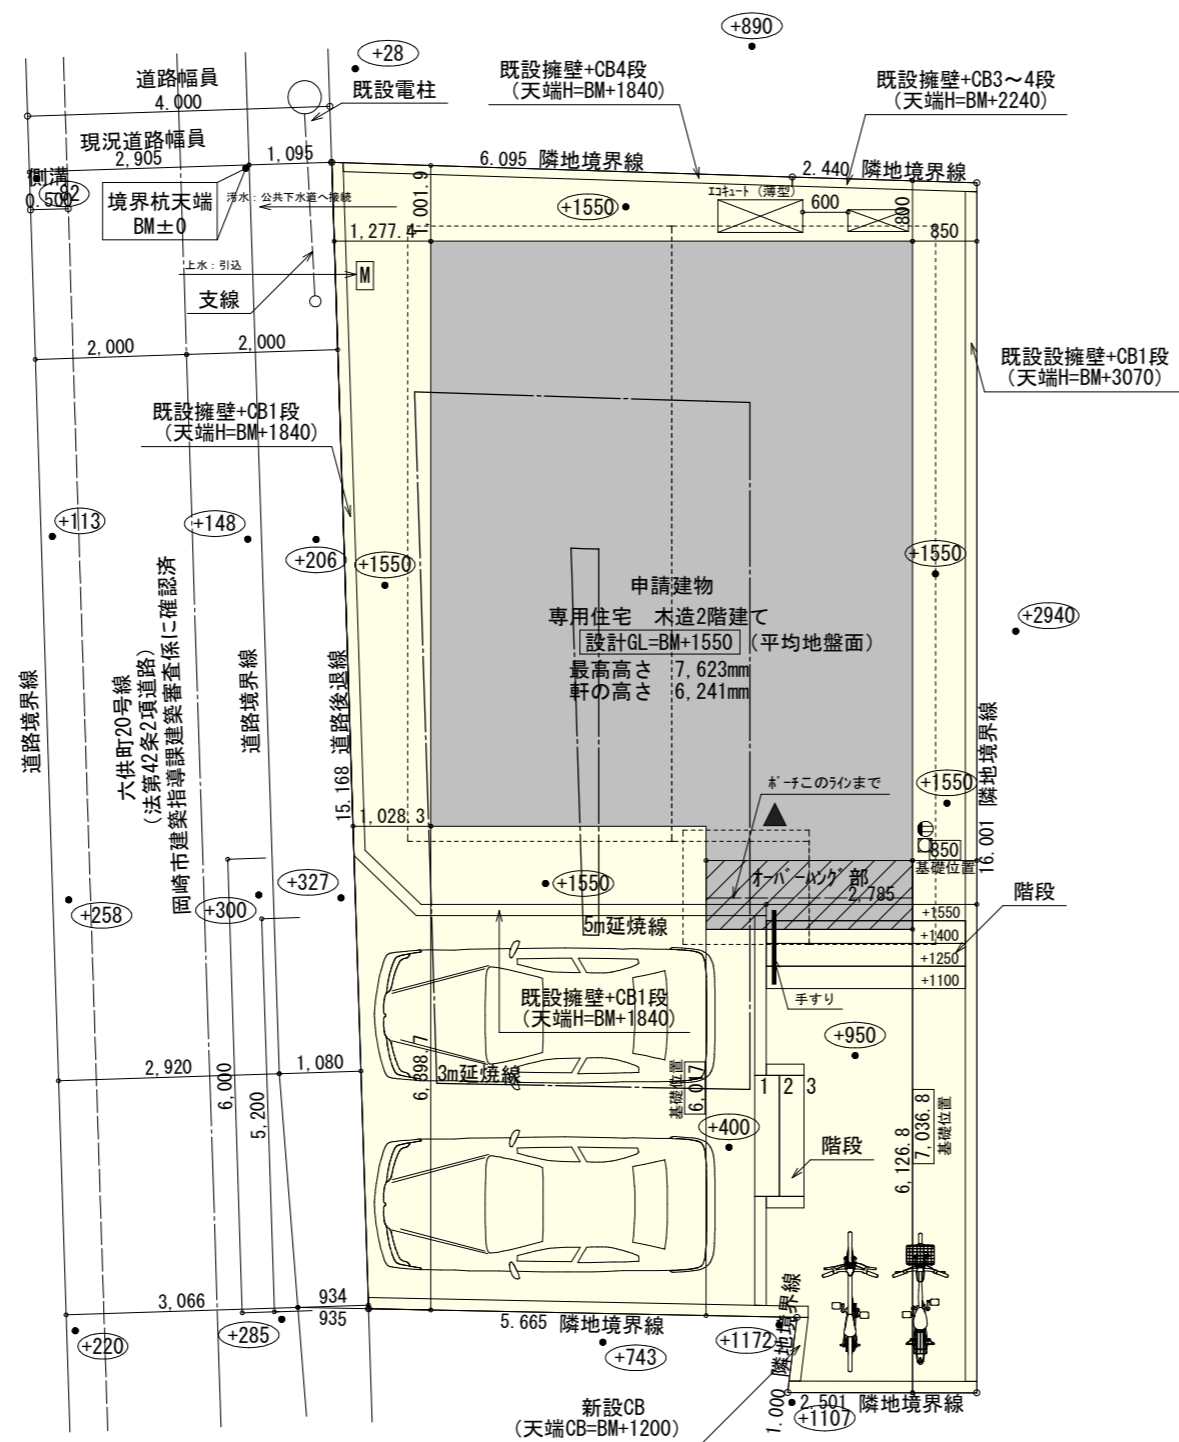 +890
+28
道路幅員
4.000
既設電柱
既設擁壁+CB4段
(天端H=BM+1840)
既設擁壁+CB3～4段
(天端H=BM+2240)
現況道路幅員
2,905
1,095
6.095 隣地境界線
2.440 隣地境界線
側溝
0.500
境界杭天端
BM±0
汚水：公共下水道へ接続
1,001.9
+1550
エコキュート（薄型）
600
800
1,277.4
850
上水：引込
M
支線
2,000
2,000
既設設擁壁+CB1段
(天端H=BM+3070)
既設擁壁+CB1段
(天端H=BM+1840)
+113
+148
+206
+1550
+1550
申請建物
専用住宅 木造2階建て
設計GL=BM+1550 (平均地盤面)
最高高さ 7,623mm
軒の高さ 6,241mm
+2940
道路境界線
六供町20号線
(法第42条2項道路)
岡崎市建築指導課建築審査係に確認済
道路境界線
15.168 道路後退線
16.001 隣地境界線
ポーチこのラインまで
+1550
1,028.3
850
基礎位置
+327
+1550
オーバーハング部
2,785
階段
+258
+300
5m延焼線
+1550
+1400
+1250
+1100
手すり
既設擁壁+CB1段
(天端H=BM+1840)
+950
2,920
1,080
6,000
5,200
6,898.7
3m延焼線
基礎位置
6,017
1 2 3
+400
階段
6,126.8
7,036.8
基礎位置
3,066
934
935
+220
+285
5.665 隣地境界線
+743
+1172
1.000 隣地境界線
新設CB
(天端CB=BM+1200)
2.501 隣地境界線
+1107